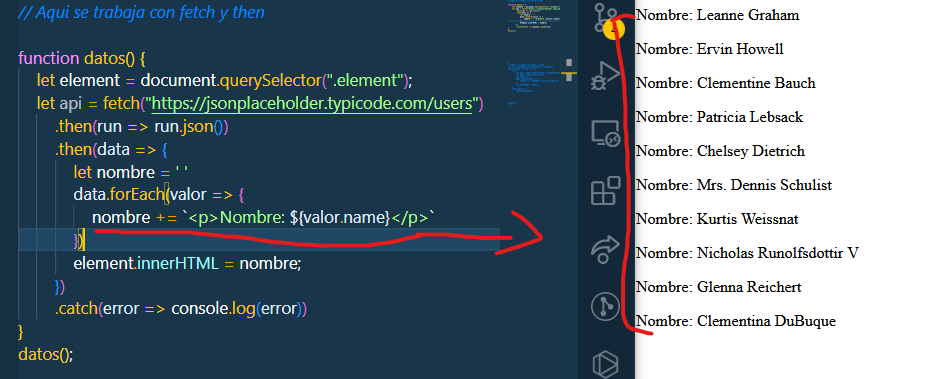 // Aqui se trabaja con fetch y then
function datos() {
let element = document.querySelector(".element");
let api = fetch("https://jsonplaceholder.typicode.com/users")
.then(run => run.json())
.then(data => {
let nombre = ' '
data.forEach(valor => {
nombre += `<p>Nombre: ${valor.name}</p>`
})
element.innerHTML = nombre;
})
.catch(error => console.log(error))
}
datos();
Nombre: Leanne Graham
Nombre: Ervin Howell
Nombre: Clementine Bauch
Nombre: Patricia Lebsack
Nombre: Chelsey Dietrich
Nombre: Mrs. Dennis Schulist
Nombre: Kurtis Weissnat
Nombre: Nicholas Runolfsdottir V
Nombre: Glenna Reichert
Nombre: Clementina DuBuque